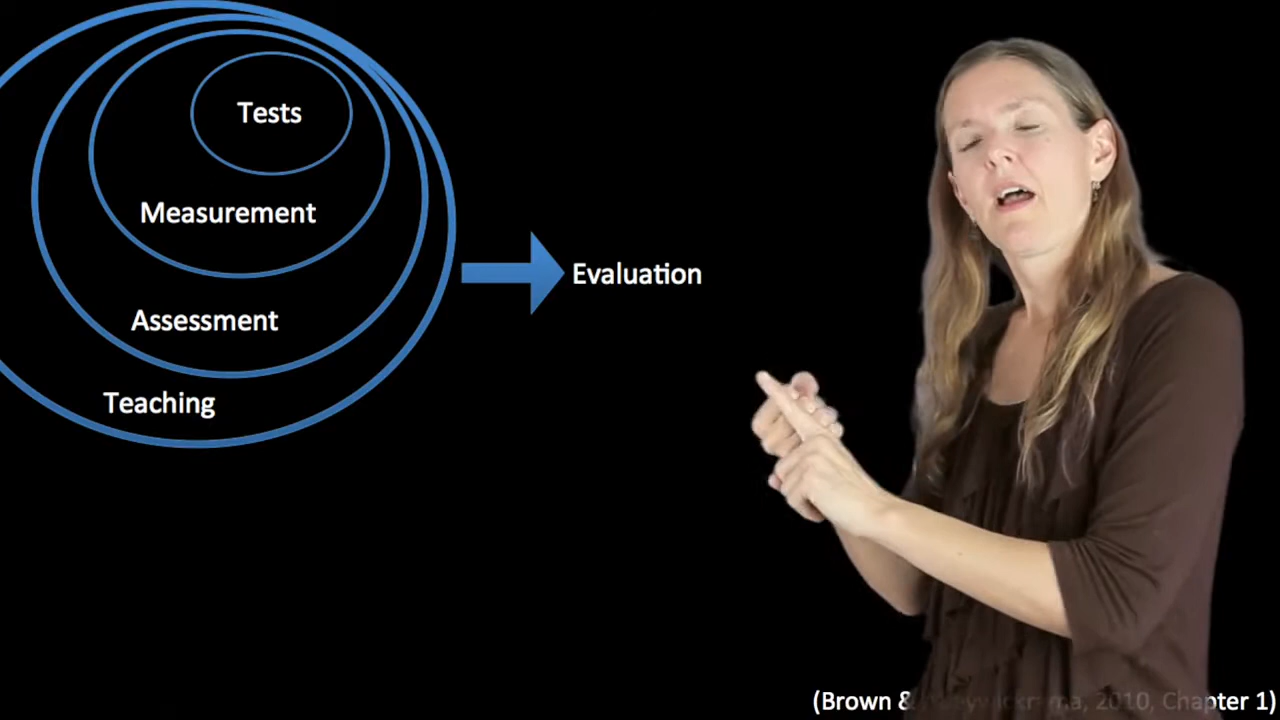 Tests
Measurement
Evaluation
Assessment
Teaching
(Brown & 2010, Chapter 1)